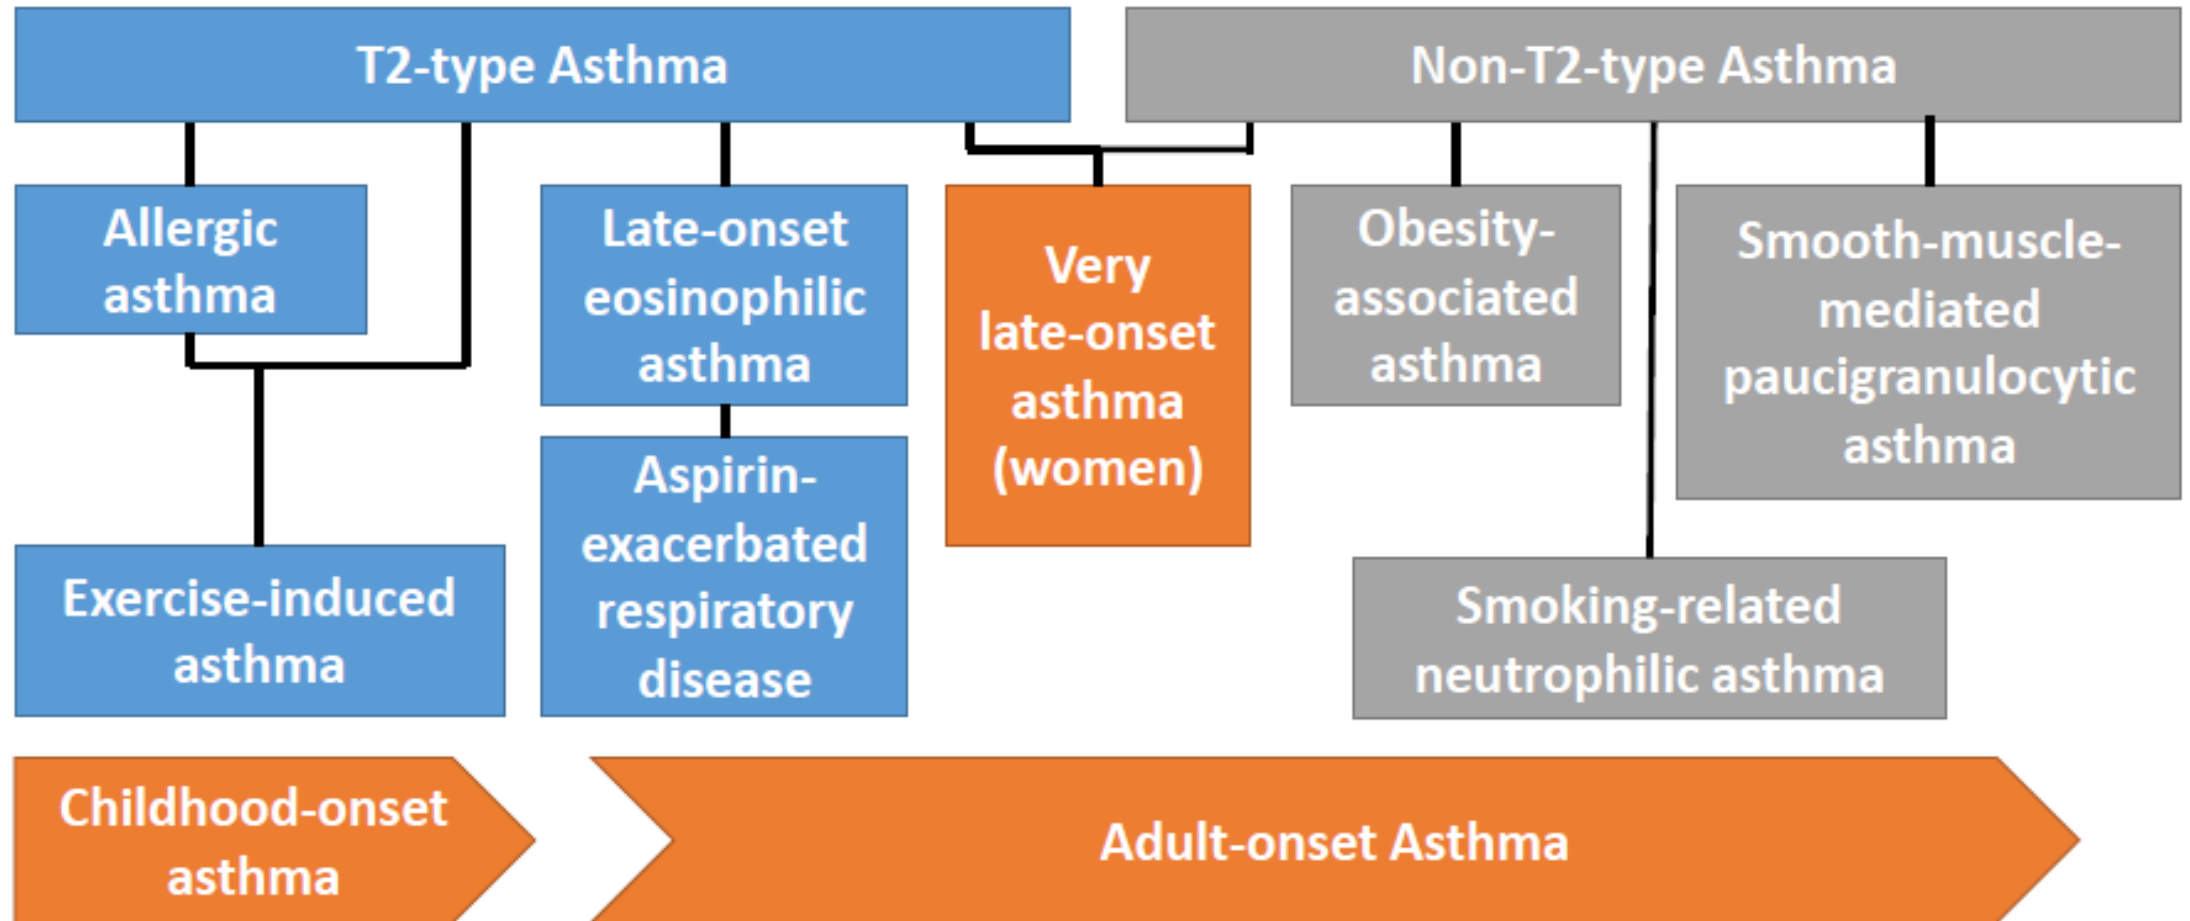 T2-type Asthma
Non-T2-type Asthma
Allergic
asthma
Late-onset
eosinophilic
asthma
Very
late-onset
asthma
(women)
Obesity-
associated
asthma
Smooth-muscle-
mediated
paucigranulocytic
asthma
Exercise-induced
asthma
Aspirin-
exacerbated
respiratory
disease
Smoking-related
neutrophilic asthma
Childhood-onset
asthma
Adult-onset Asthma